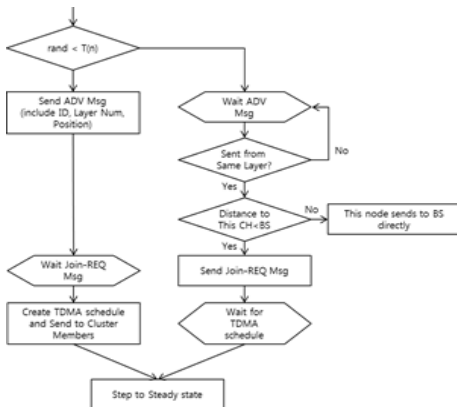 rand < T(n)
Send ADV Msg
(include ID, Layer Num,
Position)
Wait ADV
Msg
Sent from
Same Layer?
No
Yes
Distance to
This CH<BS
No
This node sends to BS
directly
Yes
Wait Join-REQ
Msg
Send Join-REQ Msg
Create TDMA schedule
and Send to Cluster
Members
Wait for
TDMA
schedule
Step to Steady state